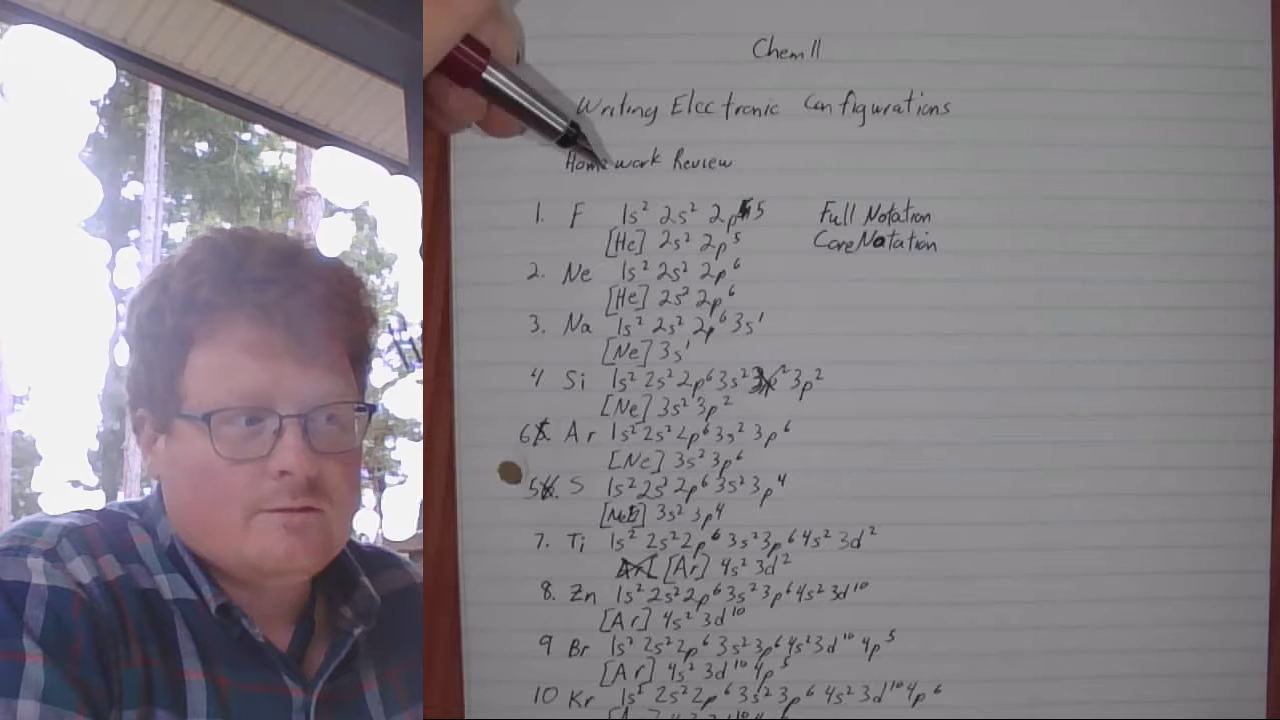 Chem 11
Writing Electronic Configurations
Homework Review
1. F 1s² 2s² 2p⁵ Full Notation
[He] 2s² 2p⁵ Core Notation
2. Ne 1s² 2s² 2p⁶
[He] 2s² 2p⁶
3. Na 1s² 2s² 2p⁶ 3s¹
[Ne] 3s¹
4 Si 1s² 2s² 2p⁶ 3s² 3p²
[Ne] 3s² 3p²
6. Ar 1s² 2s² 2p⁶ 3s² 3p⁶
[Ne] 3s² 3p⁶
5. S 1s² 2s² 2p⁶ 3s² 3p⁴
[Ne] 3s² 3p⁴
7. Ti 1s² 2s² 2p⁶ 3s² 3p⁶ 4s² 3d²
[Ar] 4s² 3d²
8. Zn 1s² 2s² 2p⁶ 3s² 3p⁶ 4s² 3d¹⁰
[Ar] 4s² 3d¹⁰
9 Br 1s² 2s² 2p⁶ 3s² 3p⁶ 4s² 3d¹⁰ 4p⁵
[Ar] 4s² 3d¹⁰ 4p⁵
10 Kr 1s² 2s² 2p⁶ 3s² 3p⁶ 4s² 3d¹⁰ 4p⁶